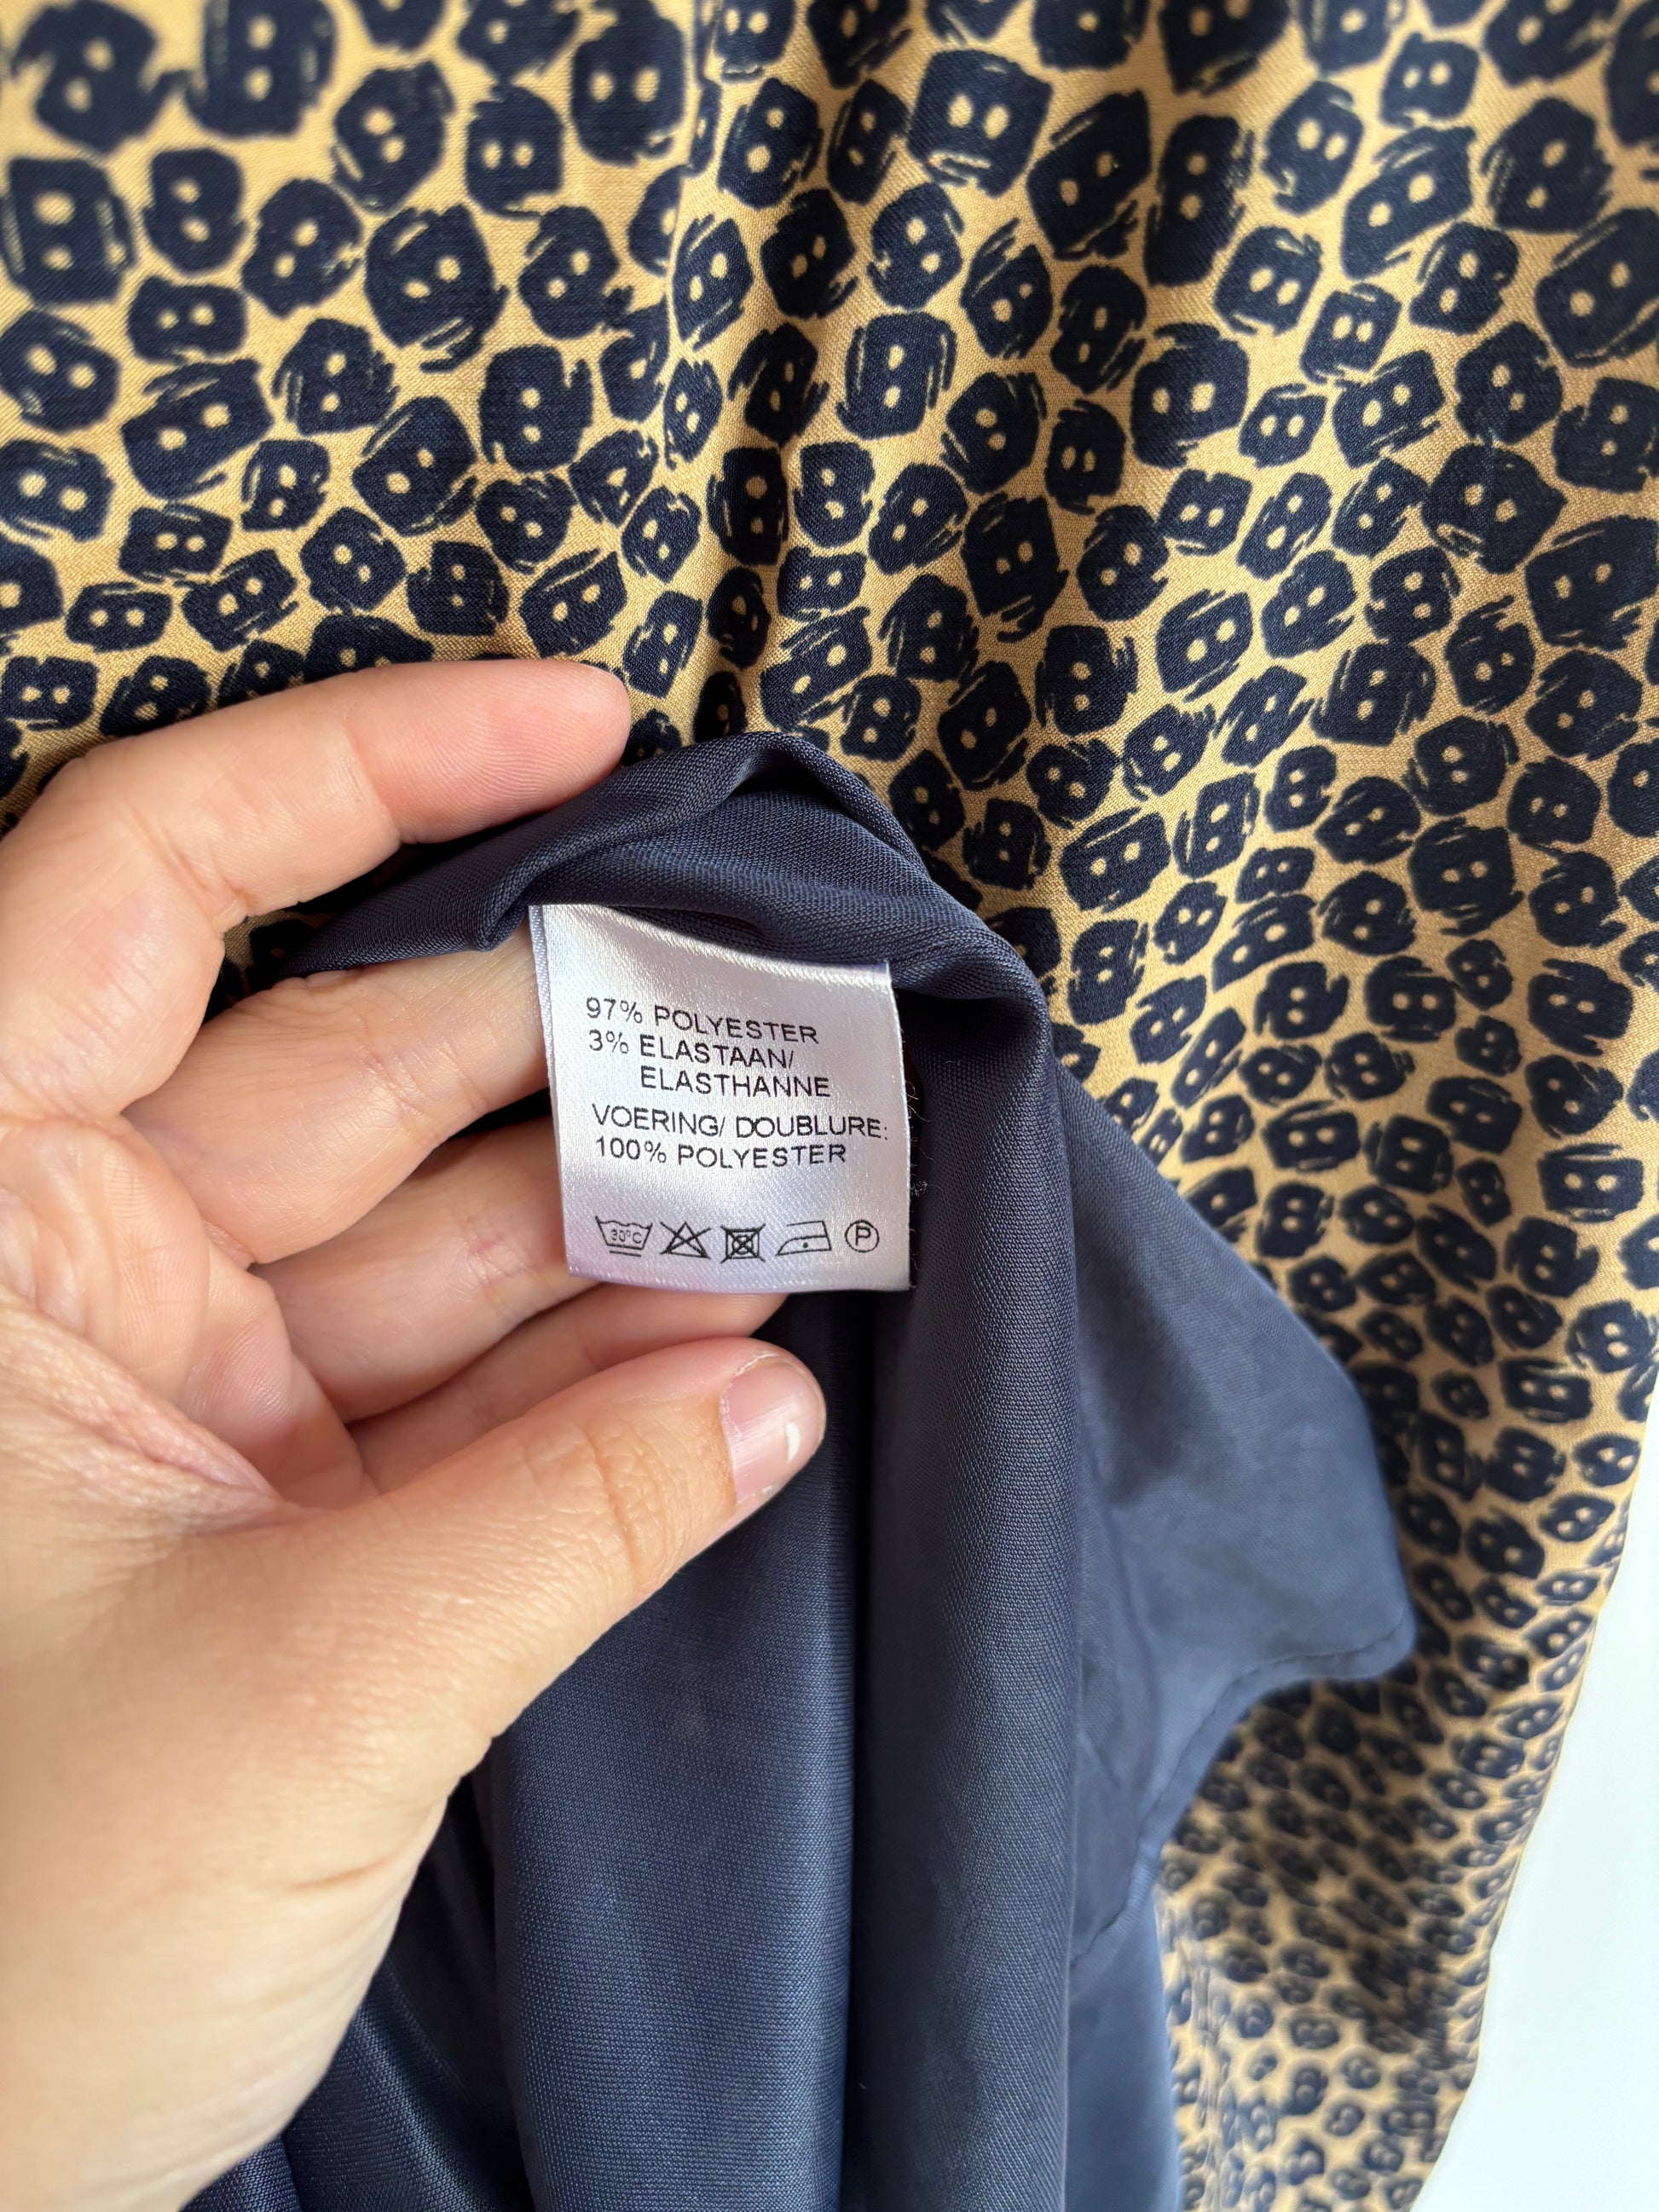 97% POLYESTER
3% ELASTAAN/
ELASTHANNE
VOERING/ DOUBLURE:
100% POLYESTER
30°C P